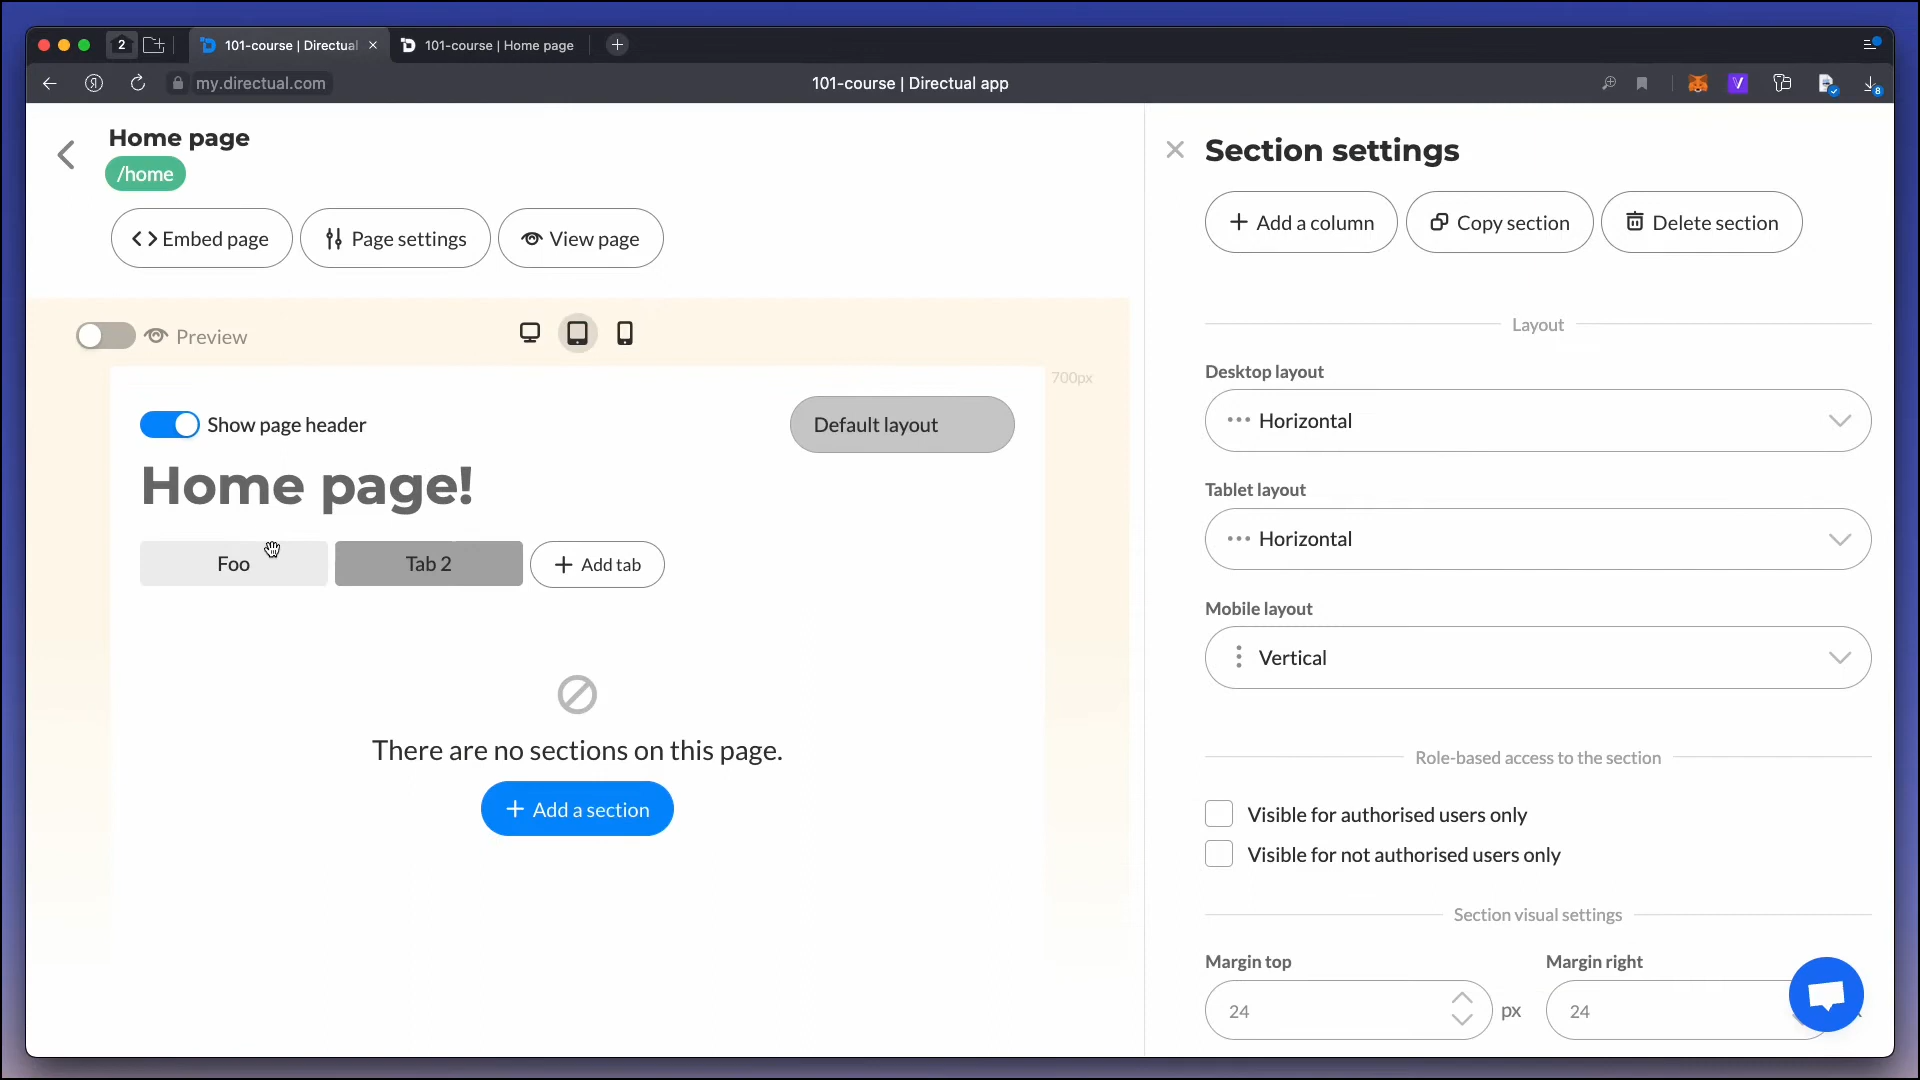 2
101-course | Directual
101-course | Home page
my.directual.com
101-course | Directual app
8
Home page
/home
Embed page
Page settings
View page
Preview
700px
Show page header
Default layout
Home page!
Foo
Tab 2
+ Add tab
There are no sections on this page.
+ Add a section
Section settings
+ Add a column
Copy section
Delete section
Layout
Desktop layout
Horizontal
Tablet layout
Horizontal
Mobile layout
Vertical
Role-based access to the section
Visible for authorised users only
Visible for not authorised users only
Section visual settings
Margin top
Margin right
24
px
24